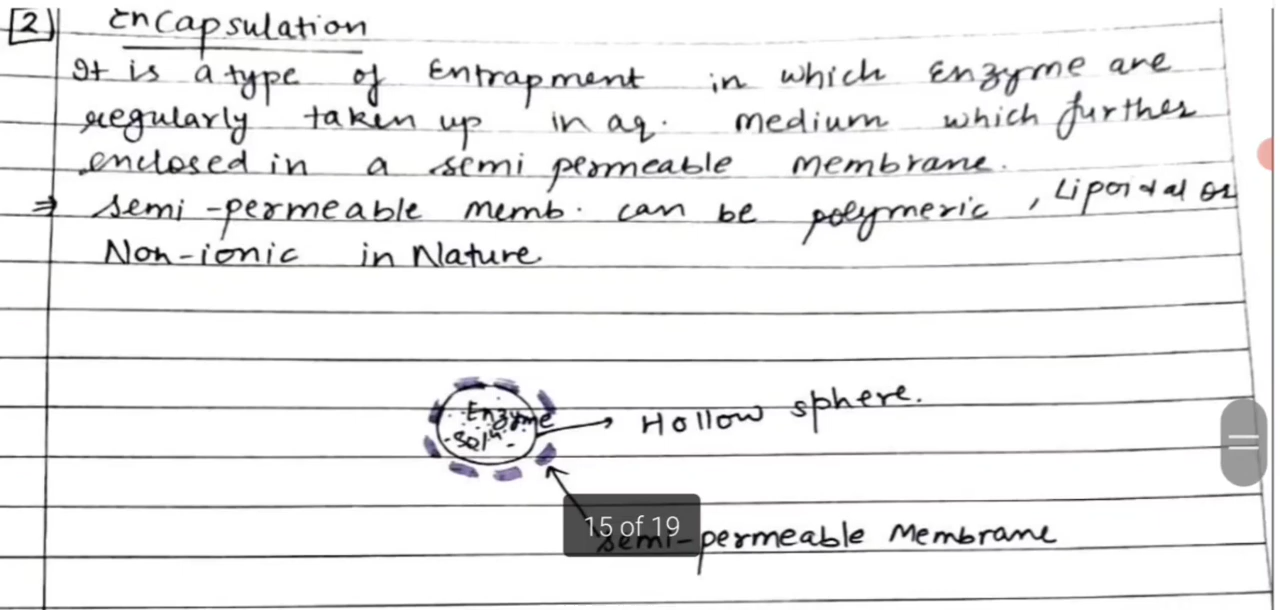 2 Encapsulation
It is a type of Entrapment in which Enzyme are
regularly taken up in aq. medium which further
enclosed in a semi permeable membrane.
⇒ semi-permeable memb. can be polymeric, Lipoidal or
Non-ionic in Nature
Enzyme
soln
→ Hollow sphere.
15 of 19
semi-permeable Membrane